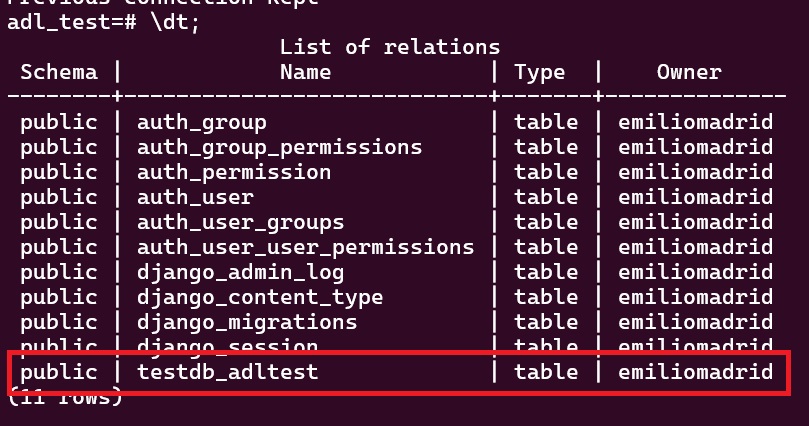 Previous connection kept
adl_test=# \dt;
List of relations
Schema | Name | Type | Owner
--------+----------------------------+-------+--------------
public | auth_group | table | emiliomadrid
public | auth_group_permissions | table | emiliomadrid
public | auth_permission | table | emiliomadrid
public | auth_user | table | emiliomadrid
public | auth_user_groups | table | emiliomadrid
public | auth_user_user_permissions | table | emiliomadrid
public | django_admin_log | table | emiliomadrid
public | django_content_type | table | emiliomadrid
public | django_migrations | table | emiliomadrid
public | django_session | table | emiliomadrid
public | testdb_adltest | table | emiliomadrid
(11 rows)